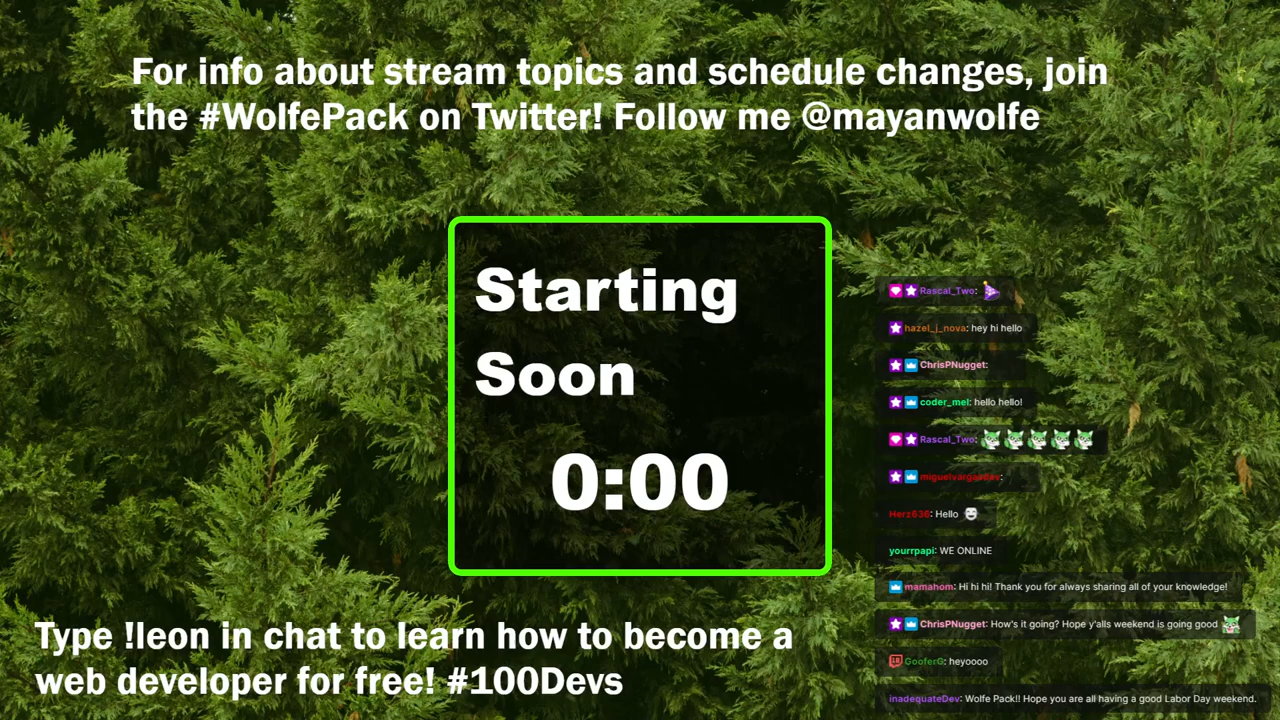 For info about stream topics and schedule changes, join
the #WolfePack on Twitter! Follow me @mayanwolfe
Starting
Soon
0:00
Rascal_Two:
hazel_j_nova: hey hi hello
ChrisPNugget:
coder_mel: hello hello!
Rascal_Two:
miguelvargasdev:
Herz636: Hello
yourrpapi: WE ONLINE
mamahom: Hi hi hi! Thank you for always sharing all of your knowledge!
ChrisPNugget: How's it going? Hope y'alls weekend is going good
GooferG: heyoooo
inadequateDev: Wolfe Pack!! Hope you are all having a good Labor Day weekend.
Type !leon in chat to learn how to become a
web developer for free! #100Devs